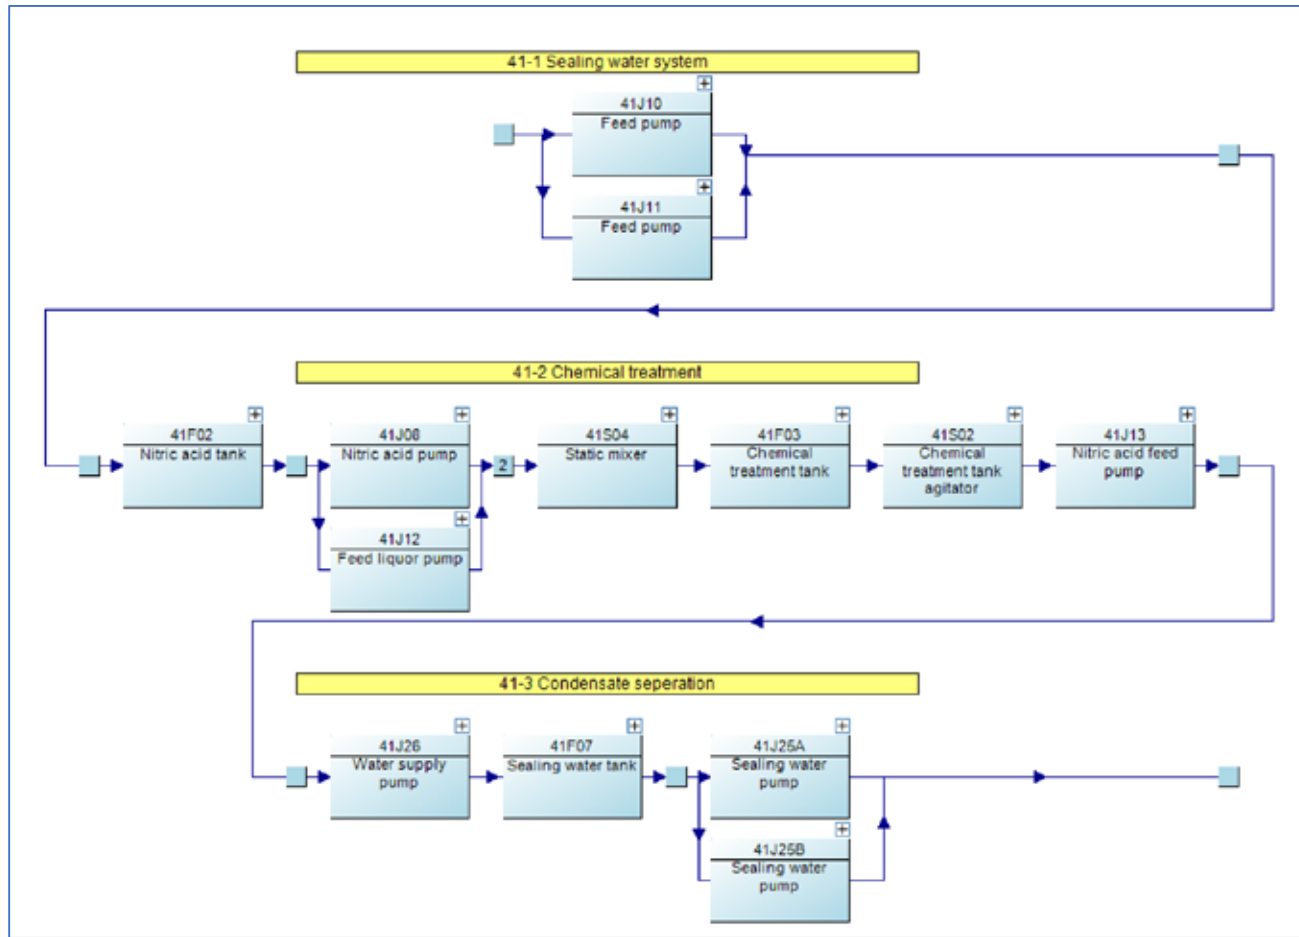 41-1 Sealing water system
41J10
Feed pump
41J11
Feed pump
41-2 Chemical treatment
41F02
Nitric acid tank
41J08
Nitric acid pump
2
41S04
Static mixer
41F03
Chemical
treatment tank
41S02
Chemical
treatment tank
agitator
41J13
Nitric acid feed
pump
41J12
Feed liquor pump
41-3 Condensate seperation
41J26
Water supply
pump
41F07
Sealing water tank
41J25A
Sealing water
pump
41J25B
Sealing water
pump